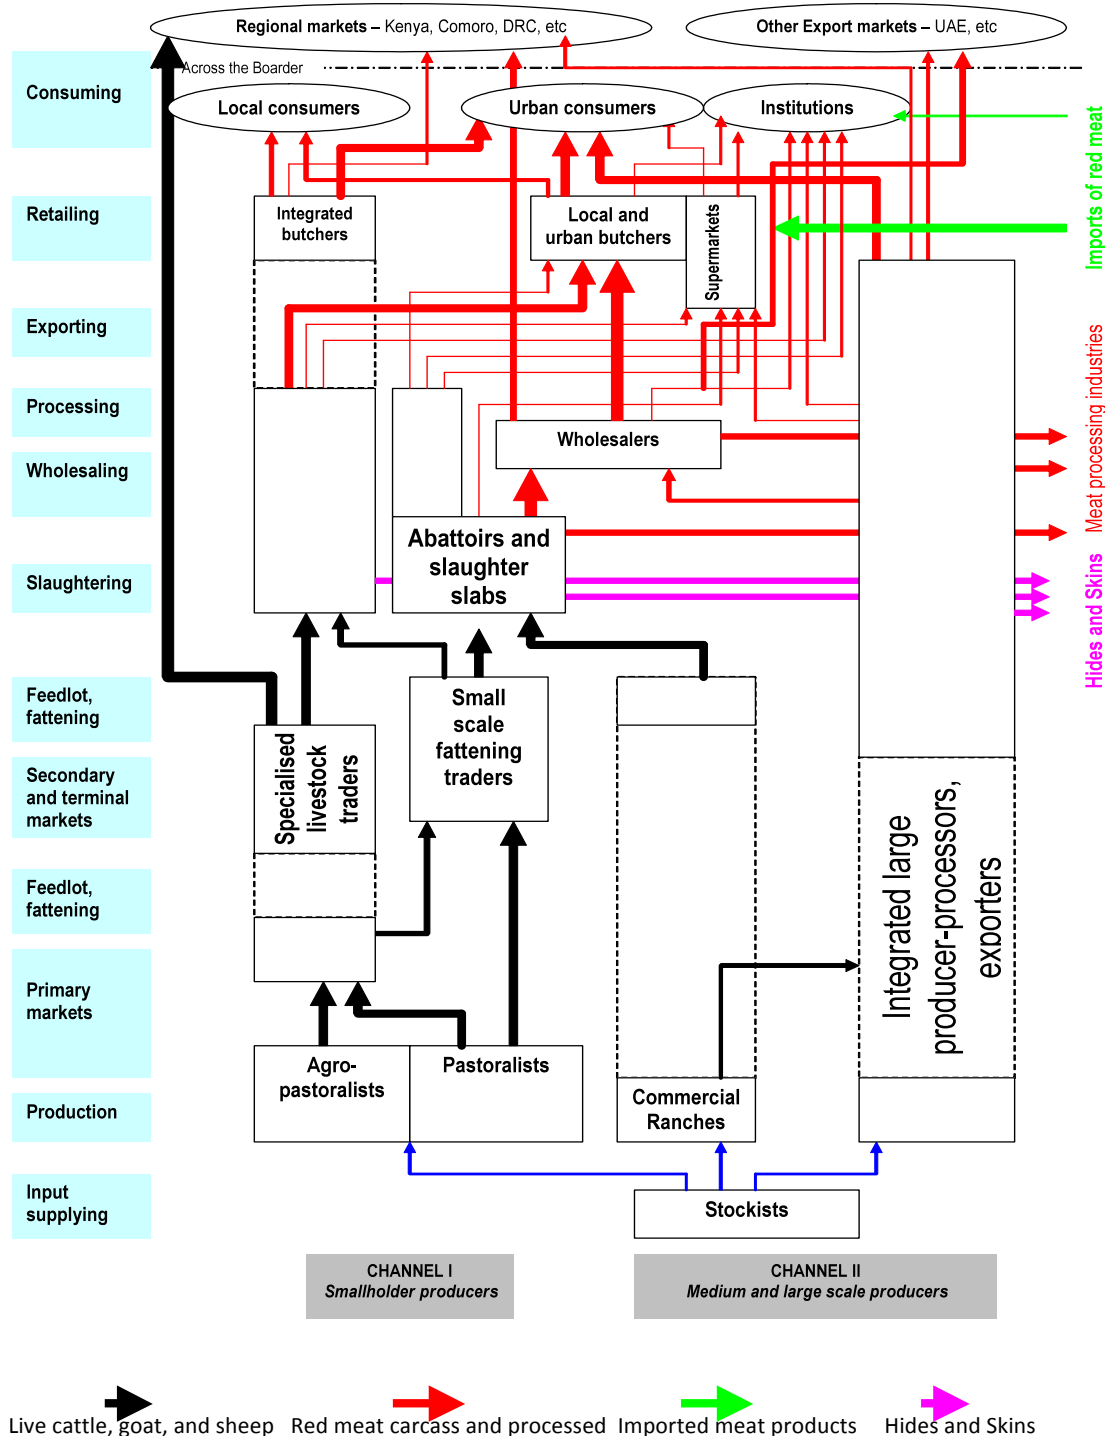 Regional markets – Kenya, Comoro, DRC, etc
Other Export markets – UAE, etc
Across the Boarder
Consuming
Local consumers
Urban consumers
Institutions
Imports of red meat
Retailing
Integrated
butchers
Local and
urban butchers
Supermarkets
Exporting
Processing
Wholesalers
Meat processing industries
Wholesaling
Abattoirs and
slaughter
slabs
Slaughtering
Hides and Skins
Feedlot,
fattening
Small
scale
fattening
traders
Specialised
livestock
traders
Secondary
and terminal
markets
Integrated large
producer-processors,
exporters
Feedlot,
fattening
Primary
markets
Agro-
pastoralists
Pastoralists
Commercial
Ranches
Production
Input
supplying
Stockists
CHANNEL I
Smallholder producers
CHANNEL II
Medium and large scale producers
Live cattle, goat, and sheep
Red meat carcass and processed
Imported meat products
Hides and Skins